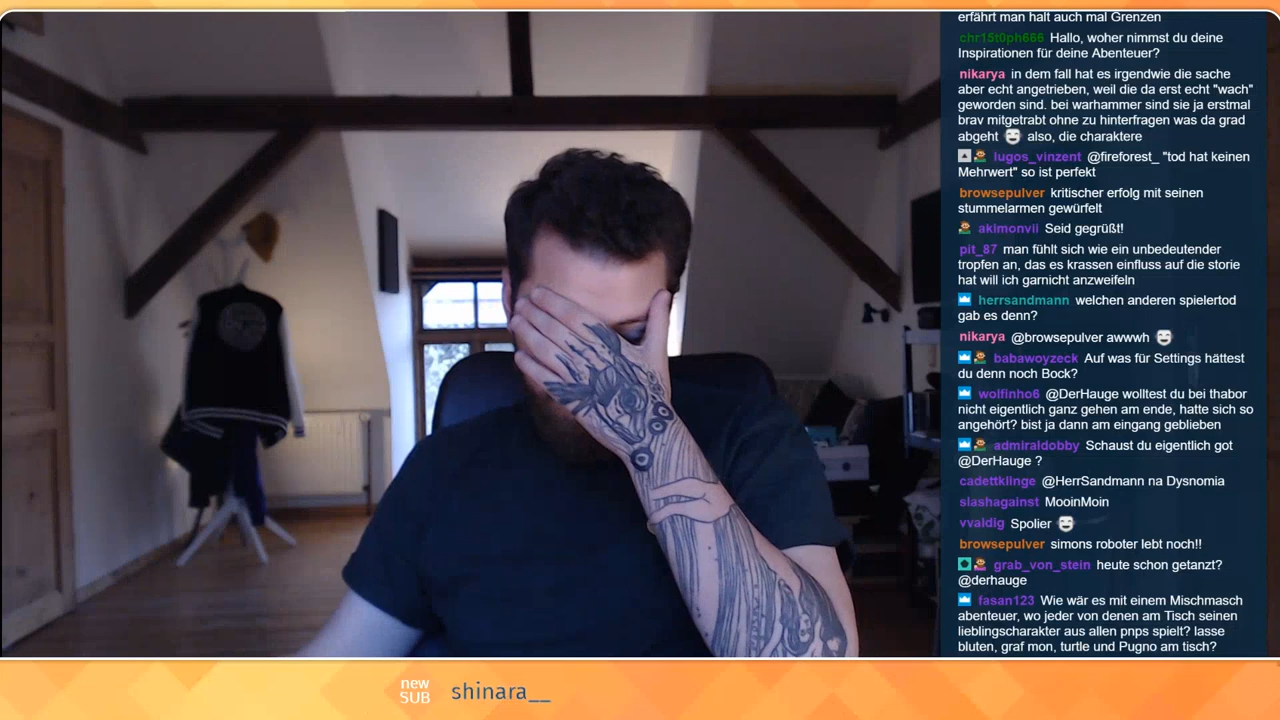 erfährt man halt auch mal Grenzen
chr15t0ph666 Hallo, woher nimmst du deine
Inspirationen für deine Abenteuer?
nikarya in dem fall hat es irgendwie die sache
aber echt angetrieben, weil die da erst echt "wach"
geworden sind. bei warhammer sind sie ja erstmal
brav mitgetrabt ohne zu hinterfragen was da grad
abgeht also, die charaktere
lugos_vinzent @fireforest_ "tod hat keinen
Mehrwert" so ist perfekt
browsepulver kritischer erfolg mit seinen
stummelarmen gewürfelt
akimonvii Seid gegrüßt!
pit_87 man fühlt sich wie ein unbedeutender
tropfen an, das es krassen einfluss auf die storie
hat will ich garnicht anzweifeln
herrsandmann welchen anderen spielertod
gab es denn?
nikarya @browsepulver awwwh
babawoyzeck Auf was für Settings hättest
du denn noch Bock?
wolfinho6 @DerHauge wolltest du bei thabor
nicht eigentlich ganz gehen am ende, hatte sich so
angehört? bist ja dann am eingang geblieben
admiraldobby Schaust du eigentlich got
@DerHauge ?
cadettklinge @HerrSandmann na Dysnomia
slashagainst MooinMoin
vvaldig Spolier
browsepulver simons roboter lebt noch!!
grab_von_stein heute schon getanzt?
@derhauge
fasan123 Wie wär es mit einem Mischmasch
abenteuer, wo jeder von denen am Tisch seinen
lieblingscharakter aus allen pnps spielt? lasse
bluten, graf mon, turtle und Pugno am tisch?
new
SUB
shinara__